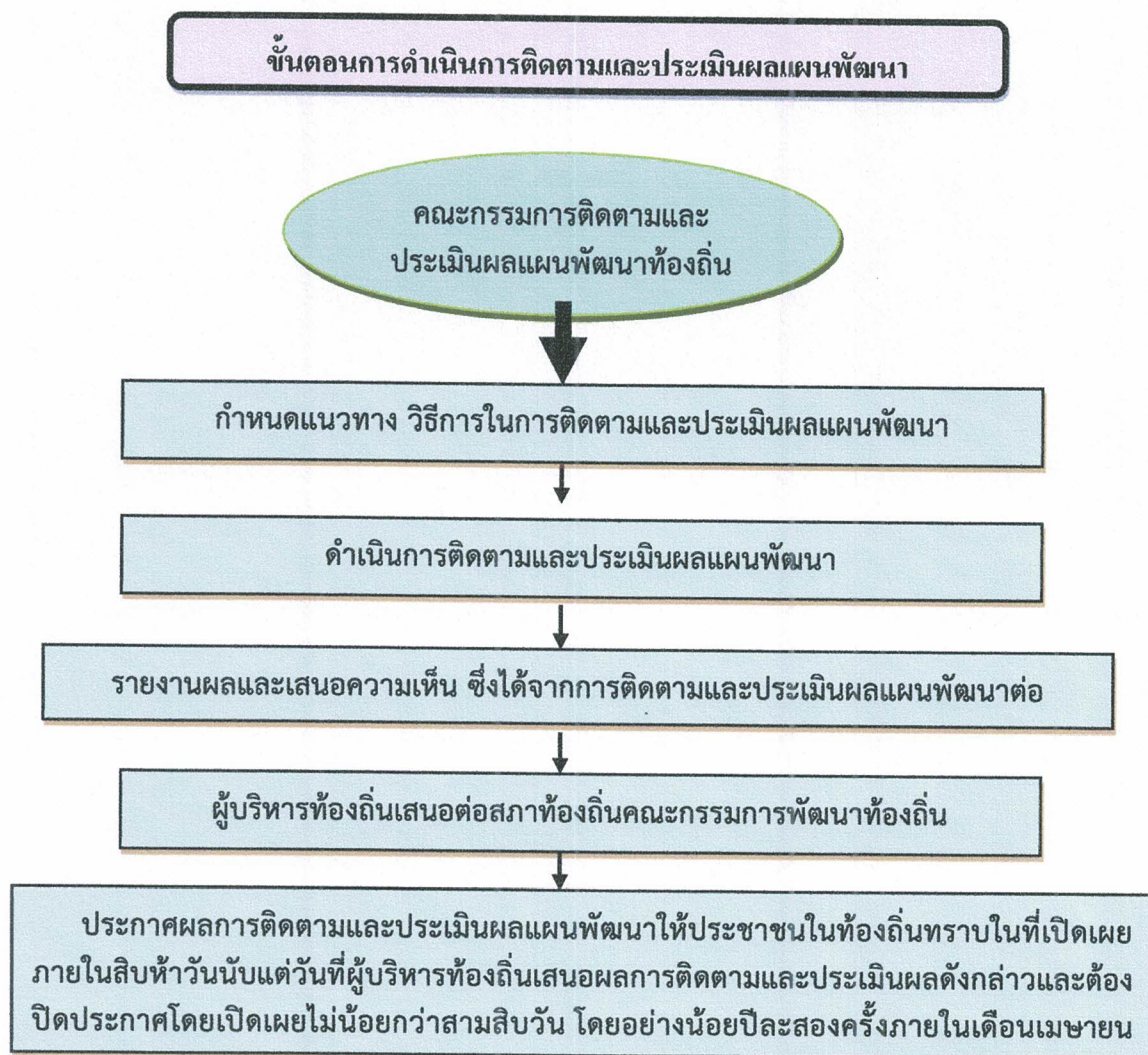 ขั้นตอนการดำเนินการติดตามและประเมินผลแผนพัฒนา
คณะกรรมการติดตามและ
ประเมินผลแผนพัฒนาท้องถิ่น
กำหนดแนวทาง วิธีการในการติดตามและประเมินผลแผนพัฒนา
ดำเนินการติดตามและประเมินผลแผนพัฒนา
รายงานผลและเสนอความเห็น ซึ่งได้จากการติดตามและประเมินผลแผนพัฒนาต่อ
ผู้บริหารท้องถิ่นเสนอต่อสภาท้องถิ่นคณะกรรมการพัฒนาท้องถิ่น
ประกาศผลการติดตามและประเมินผลแผนพัฒนาให้ประชาชนในท้องถิ่นทราบในที่เปิดเผย
ภายในสิบห้าวันนับแต่วันที่ผู้บริหารท้องถิ่นเสนอผลการติดตามและประเมินผลดังกล่าวและต้อง
ปิดประกาศโดยเปิดเผยไม่น้อยกว่าสามสิบวัน โดยอย่างน้อยปีละสองครั้งภายในเดือนเมษายน